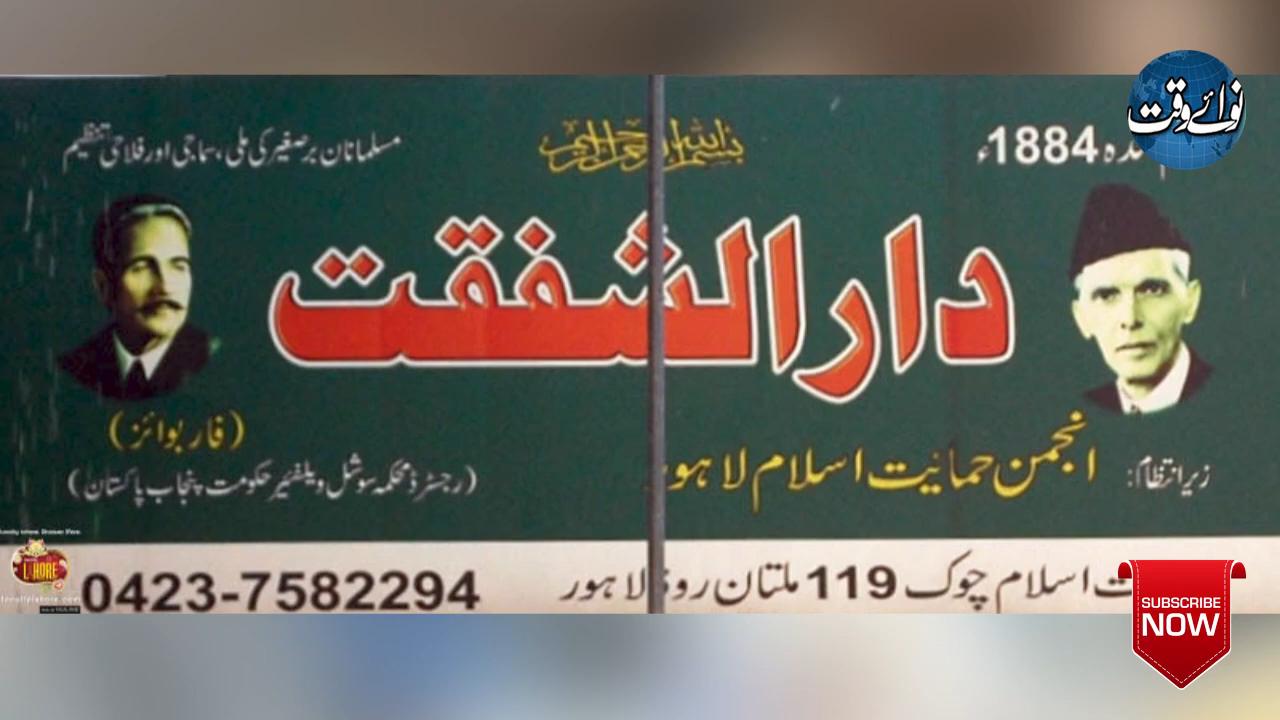 نوائے وقت
1884ء
بسم اللہ الرحمن الرحیم
مسلمانان برصغیر کی ملی، سماجی اور فلاحی تنظیم
دارالشفقت
(فار بوائز)
زیر انتظام: انجمن حمایت اسلام لاہور
(رجسٹرڈ محکمہ سوشل ویلفیئر حکومت پنجاب پاکستان)
اسلام چوک 119 ملتان روڈ لاہور
0423-7582294
LAHORE
SUBSCRIBE
NOW